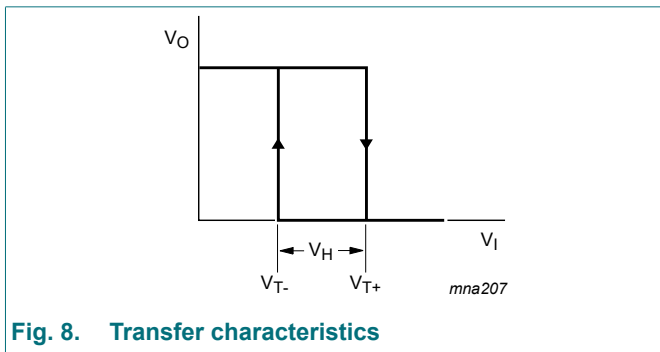 VO
VH
VI
VT-
VT+
mna207
Fig. 8. Transfer characteristics